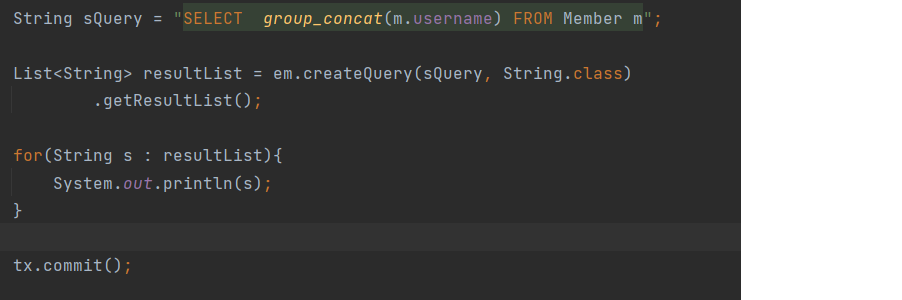 String sQuery = "SELECT  group_concat(m.username) FROM Member m";
List<String> resultList = em.createQuery(sQuery, String.class)
        .getResultList();
for(String s : resultList){
    System.out.println(s);
}
tx.commit();